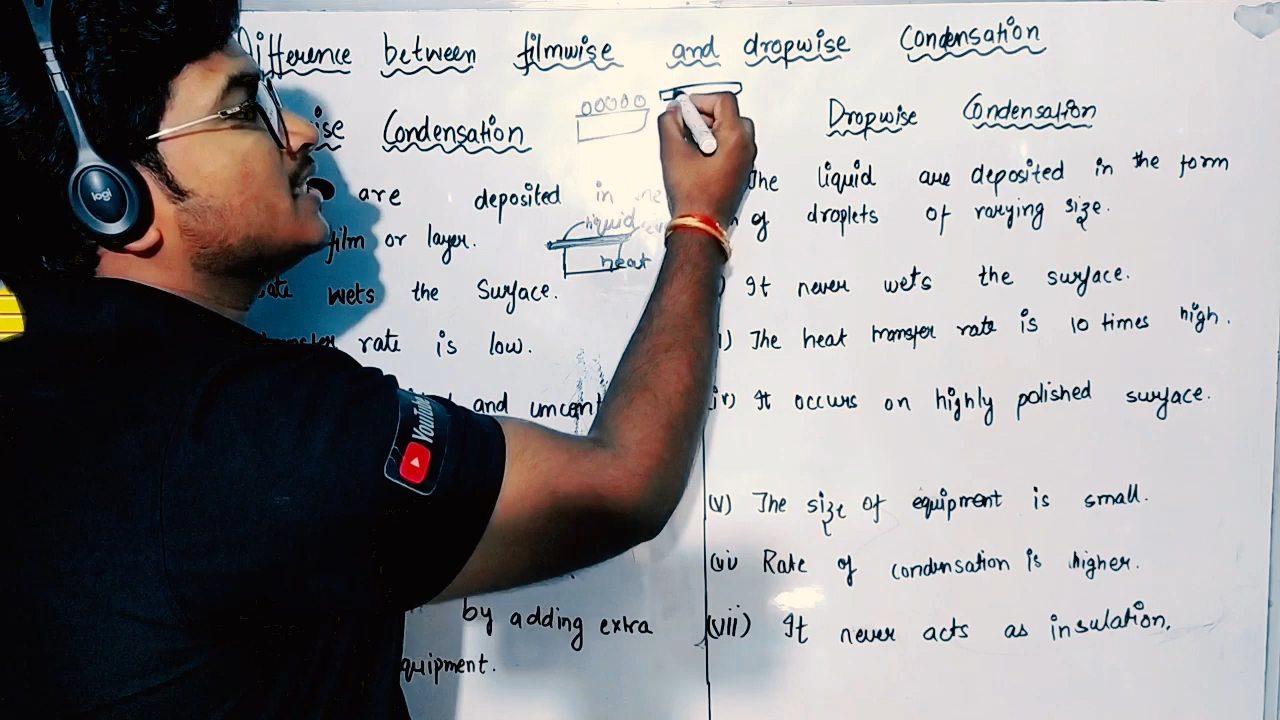 Difference between filmwise and dropwise Condensation
ise Condensation
Dropwise Condensation
are deposited in
film or layer.
liquid
heat
wets the Surface.
rate is low.
and
by adding extra
quipment.
The liquid are deposited in the form
of droplets of varying size.
It never wets the surface.
The heat transfer rate is 10 times high.
iv) It occurs on highly polished surface.
(v) The size of equipment is small.
(vi Rate of condensation is higher.
(vii) It never acts as insulation.
logi
YouTube